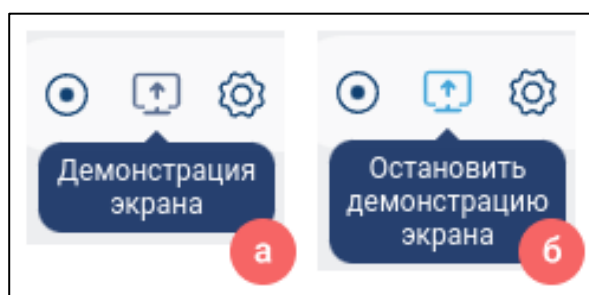 Демонстрация
экрана
а
Остановить
демонстрацию
экрана
б